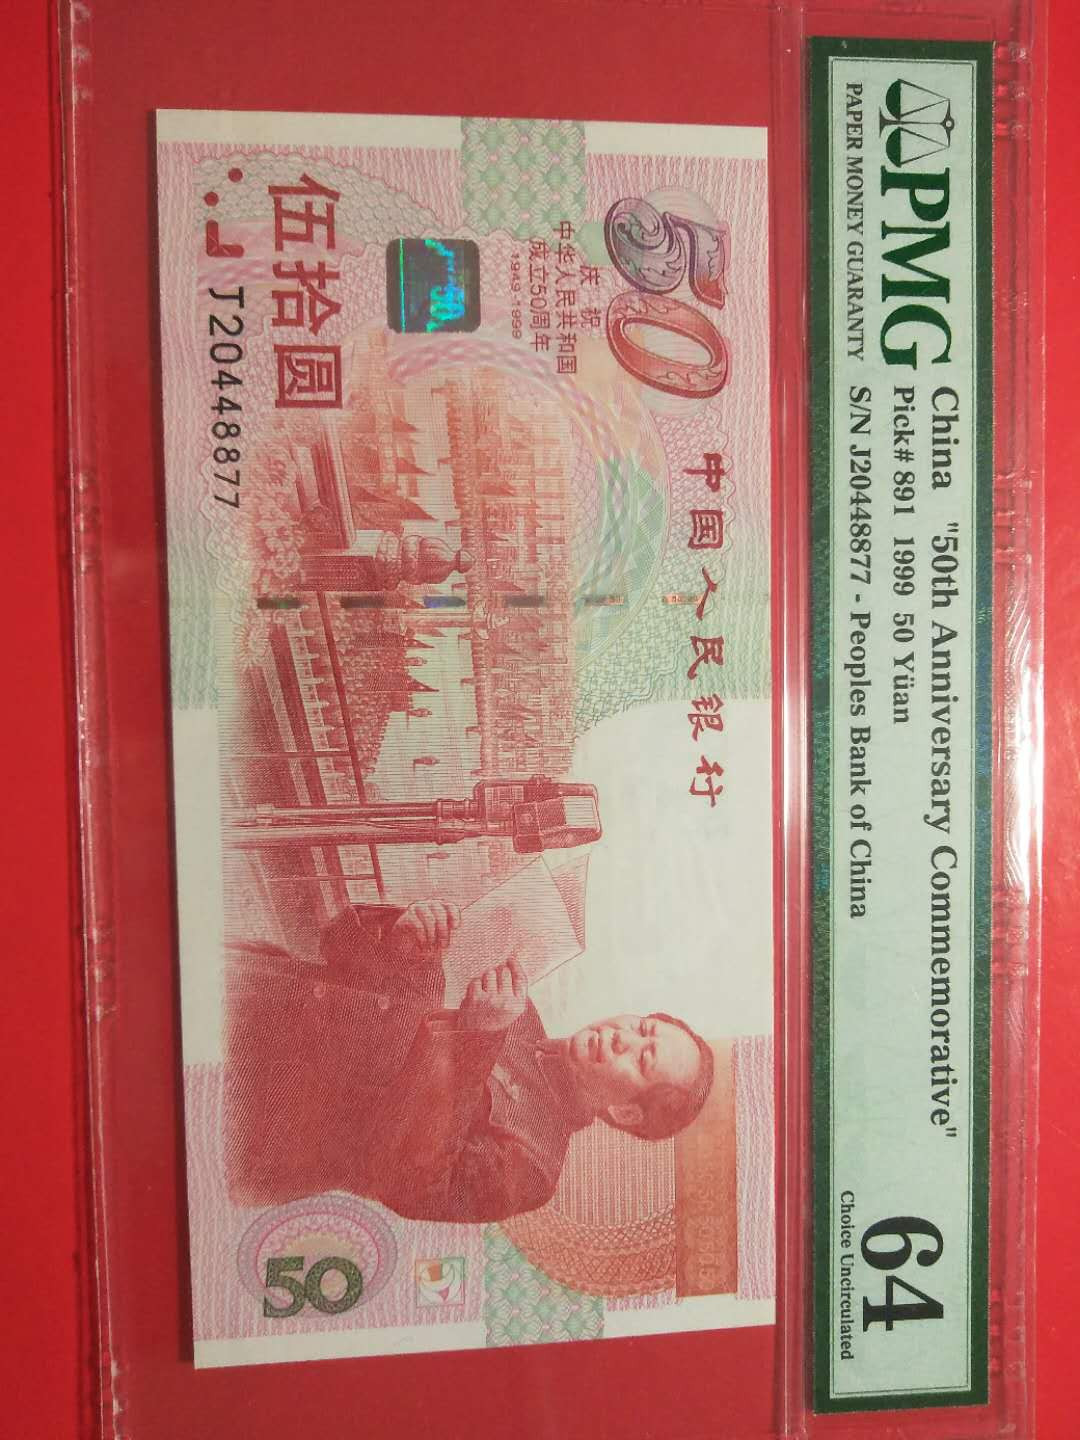 PMG
PAPER MONEY GUARANTY
China "50th Anniversary Commemorative"
Pick# 891 1999 50 Yüan
S/N J20448877 - Peoples Bank of China
64
Choice Uncirculated
中国人民银行
50
庆祝
中华人民共和国
成立50周年
1949-1999
50
伍拾圆
J20448877
50